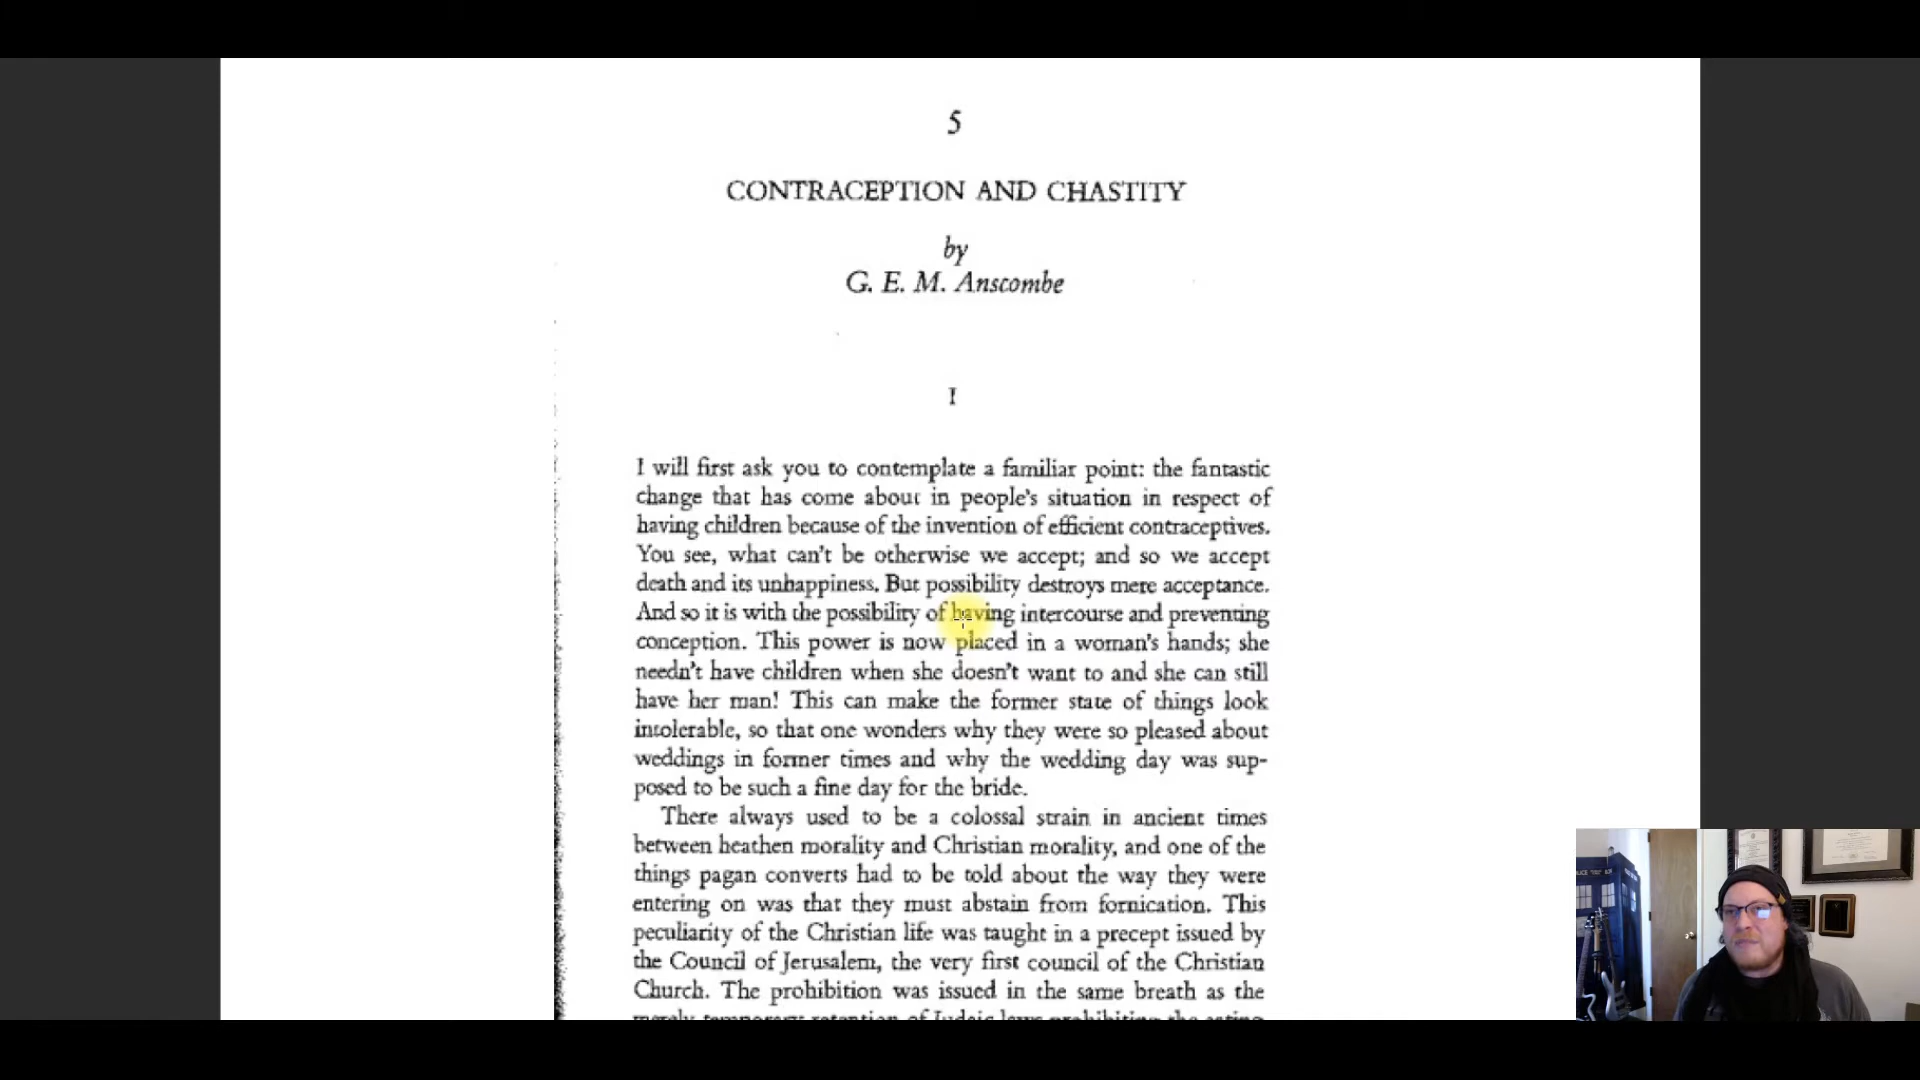 5
CONTRACEPTION AND CHASTITY
by
G. E. M. Anscombe
I
I will first ask you to contemplate a familiar point: the fantastic
change that has come about in people's situation in respect of
having children because of the invention of efficient contraceptives.
You see, what can't be otherwise we accept; and so we accept
death and its unhappiness. But possibility destroys mere acceptance.
And so it is with the possibility of having intercourse and preventing
conception. This power is now placed in a woman's hands; she
needn't have children when she doesn't want to and she can still
have her man! This can make the former state of things look
intolerable, so that one wonders why they were so pleased about
weddings in former times and why the wedding day was sup-
posed to be such a fine day for the bride.
There always used to be a colossal strain in ancient times
between heathen morality and Christian morality, and one of the
things pagan converts had to be told about the way they were
entering on was that they must abstain from fornication. This
peculiarity of the Christian life was taught in a precept issued by
the Council of Jerusalem, the very first council of the Christian
Church. The prohibition was issued in the same breath as the
merely temporary retention of Judaic laws prohibiting the eating